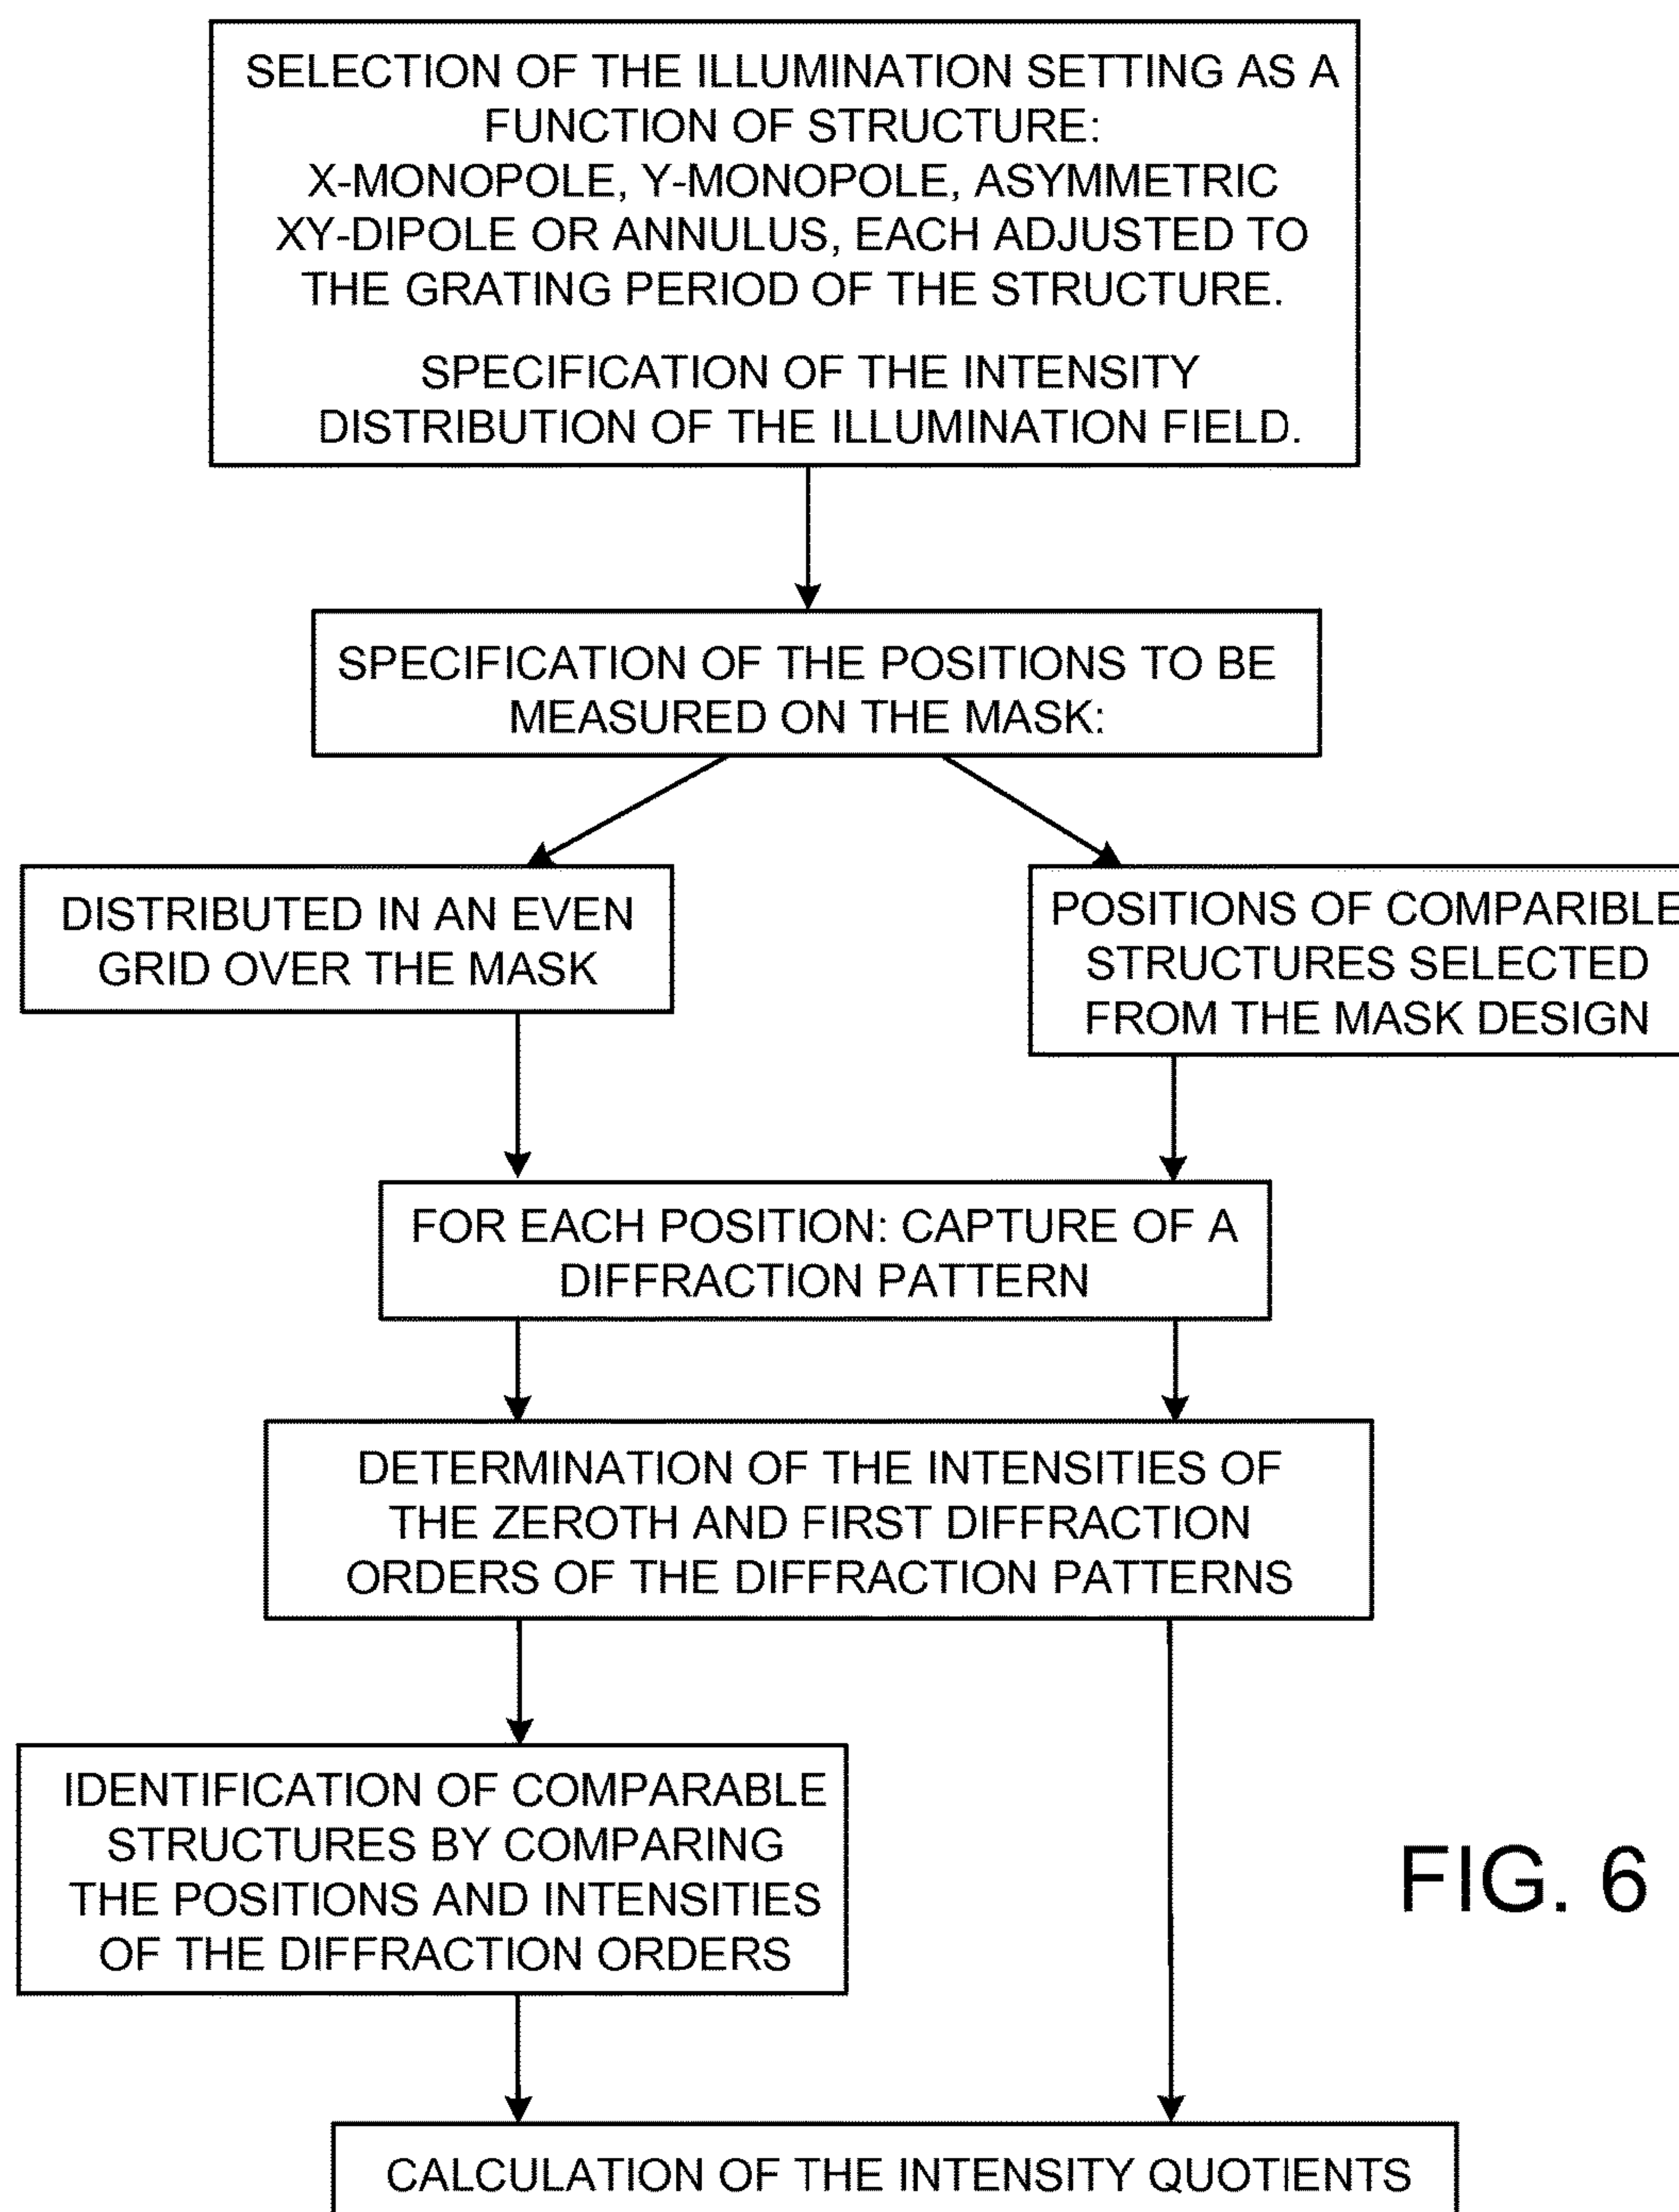 SELECTION OF THE ILLUMINATION SETTING AS A
FUNCTION OF STRUCTURE:
X-MONOPOLE, Y-MONOPOLE, ASYMMETRIC
XY-DIPOLE OR ANNULUS, EACH ADJUSTED TO
THE GRATING PERIOD OF THE STRUCTURE.
SPECIFICATION OF THE INTENSITY
DISTRIBUTION OF THE ILLUMINATION FIELD.
SPECIFICATION OF THE POSITIONS TO BE
MEASURED ON THE MASK:
DISTRIBUTED IN AN EVEN
GRID OVER THE MASK
POSITIONS OF COMPARIBLE
STRUCTURES SELECTED
FROM THE MASK DESIGN
FOR EACH POSITION: CAPTURE OF A
DIFFRACTION PATTERN
DETERMINATION OF THE INTENSITIES OF
THE ZEROTH AND FIRST DIFFRACTION
ORDERS OF THE DIFFRACTION PATTERNS
IDENTIFICATION OF COMPARABLE
STRUCTURES BY COMPARING
THE POSITIONS AND INTENSITIES
OF THE DIFFRACTION ORDERS
FIG. 6
CALCULATION OF THE INTENSITY QUOTIENTS